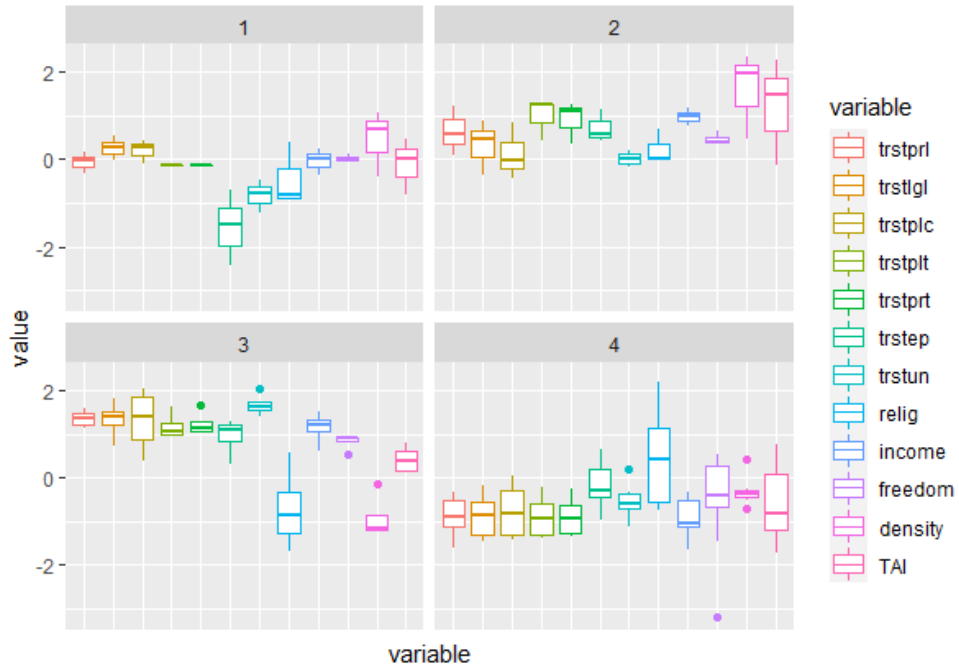 1
2
2
0
-2
3
4
2
0
-2
value
variable
variable
trstprl
trstlgl
trstplc
trstplt
trstprt
trstep
trstun
relig
income
freedom
density
TAI